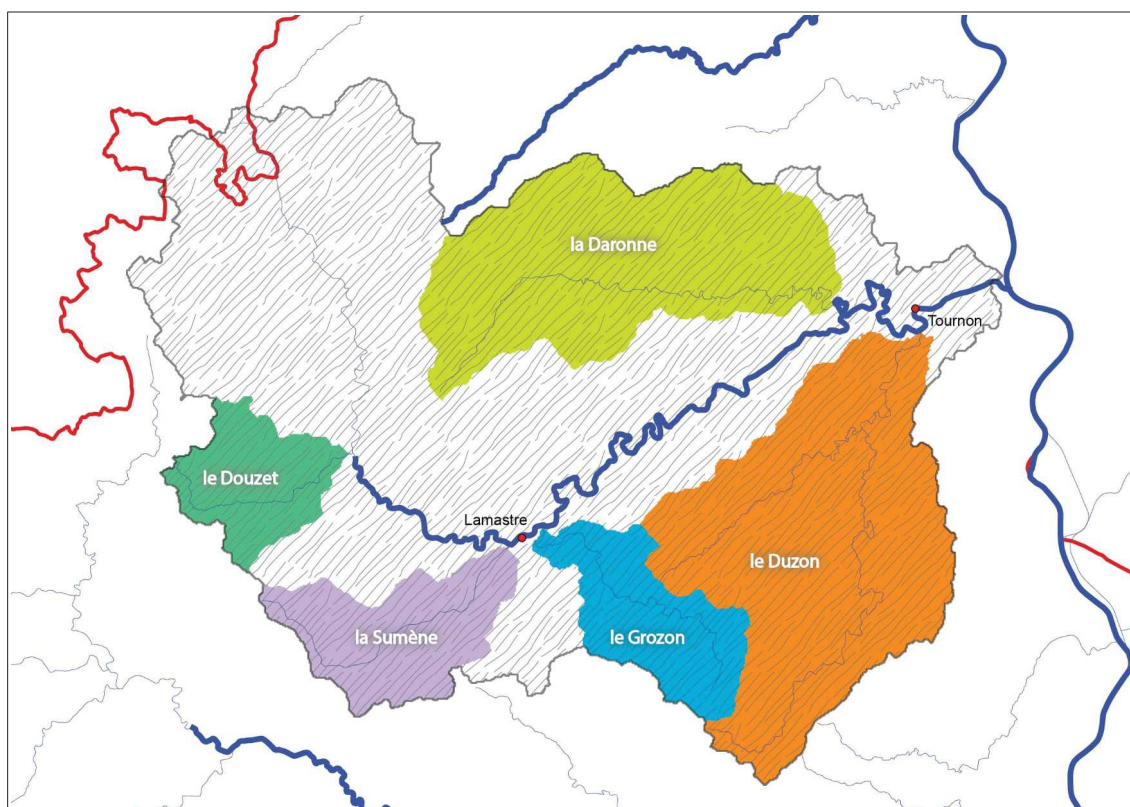 la Daronne
Tournon
le Douzet
Lamastre
le Duzon
la Sumène
le Grozon